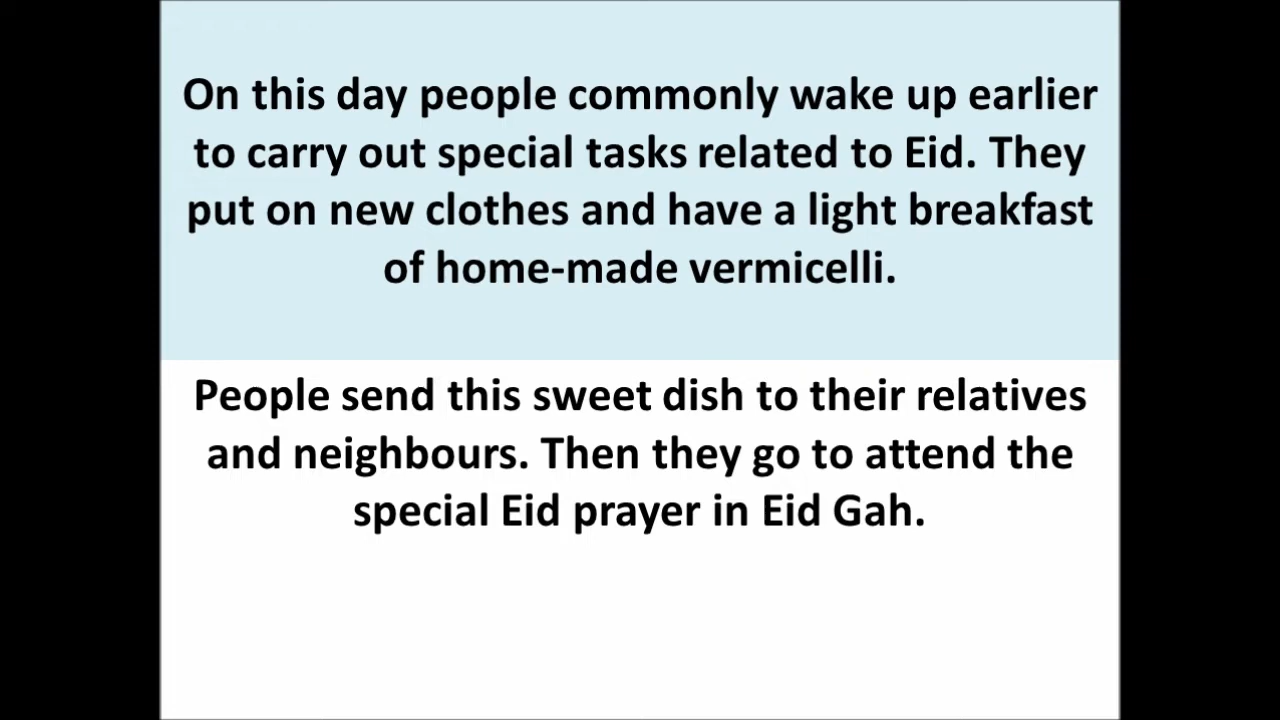 On this day people commonly wake up earlier
to carry out special tasks related to Eid. They
put on new clothes and have a light breakfast
of home-made vermicelli.
People send this sweet dish to their relatives
and neighbours. Then they go to attend the
special Eid prayer in Eid Gah.